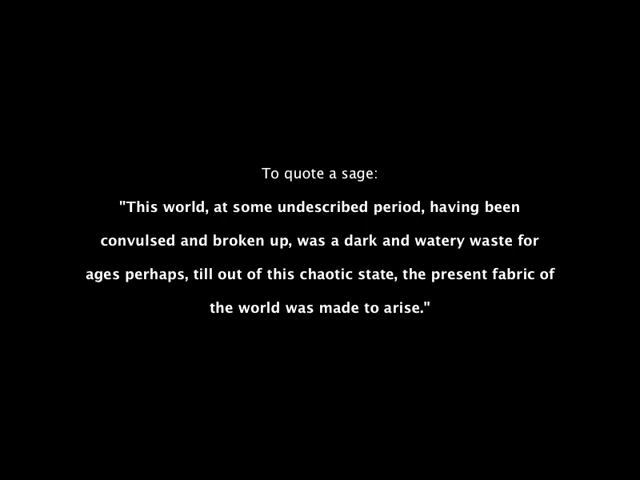 To quote a sage:
"This world, at some undescribed period, having been
convulsed and broken up, was a dark and watery waste for
ages perhaps, till out of this chaotic state, the present fabric of
the world was made to arise."